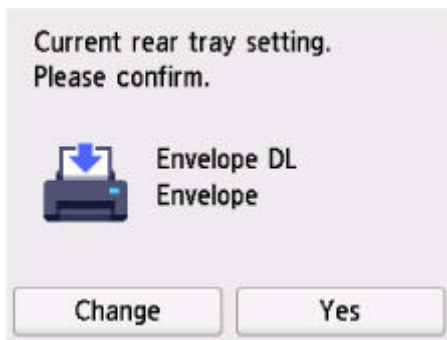 Current rear tray setting.
Please confirm.
Envelope DL
Envelope
Change
Yes